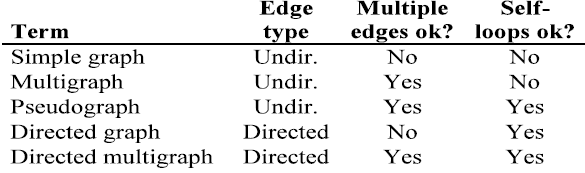 Edge Multiple Self-
Term type edges ok? loops ok?
Simple graph Undir. No No
Multigraph Undir. Yes No
Pseudograph Undir. Yes Yes
Directed graph Directed No Yes
Directed multigraph Directed Yes Yes